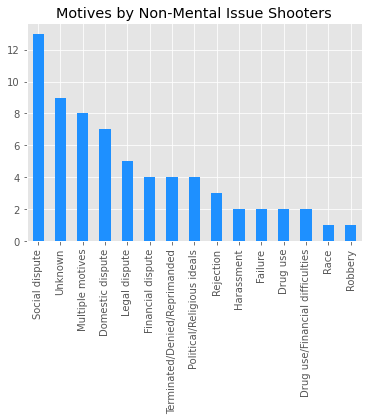 Motives by Non-Mental Issue Shooters
12
10
8
6
4
2
0
Social dispute
Unknown
Multiple motives
Domestic dispute
Legal dispute
Financial dispute
Terminated/Denied/Reprimanded
Political/Religious ideals
Rejection
Harassment
Failure
Drug use
Drug use/Financial difficulties
Race
Robbery